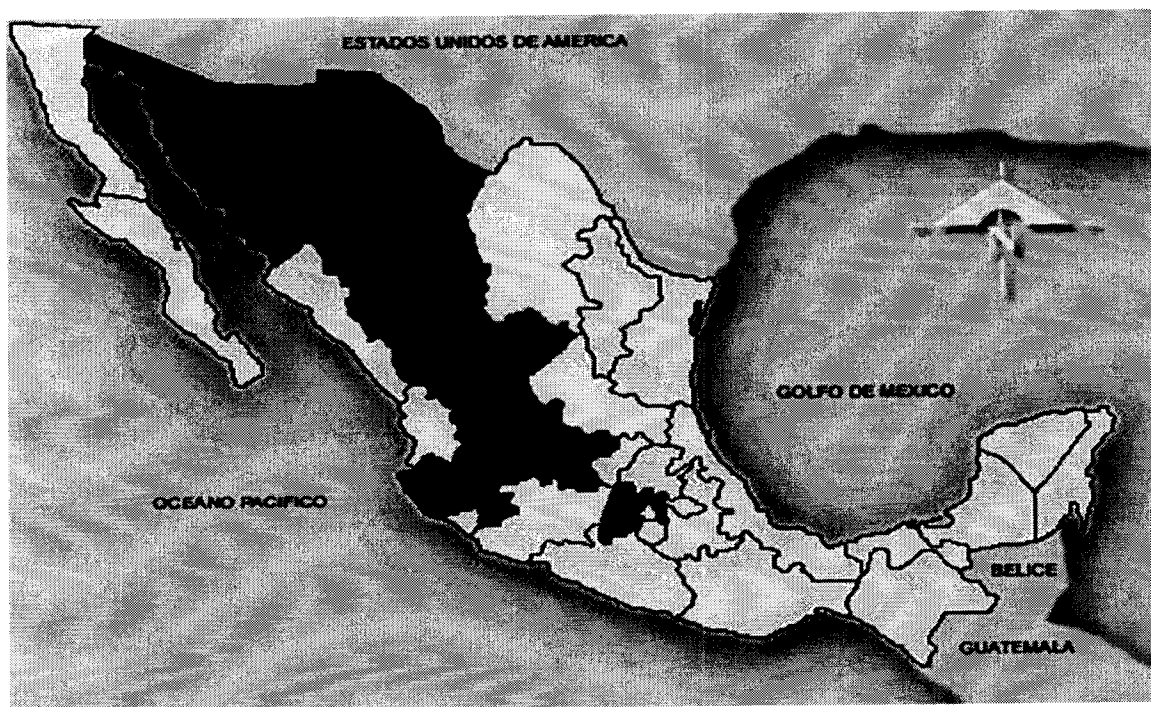 ESTADOS UNIDOS DE AMERICA
N
GOLFO DE MEXICO
OCEANO PACIFICO
BELICE
GUATEMALA